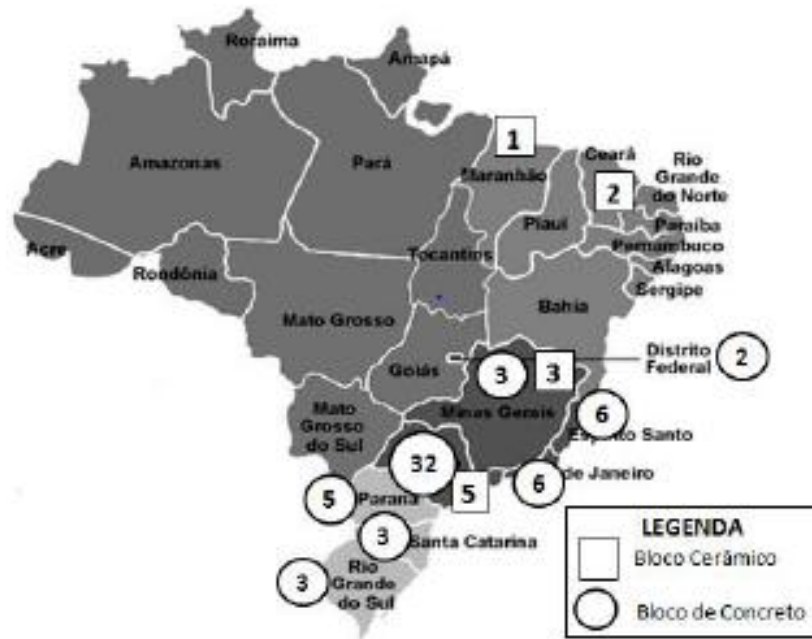 Roraima
Amapá
Amazonas
Pará
1
Maranhão
Ceará
2
Rio
Grande
do Norte
Piauí
Paraíba
Pernambuco
Alagoas
Sergipe
Acre
Rondônia
Tocantins
Bahia
Mato Grosso
Goiás
Distrito
Federal
2
3
3
Mato
Grosso
do Sul
Minas Gerais
6
Espírito Santo
32
5
6
de Janeiro
5
Paraná
3
Santa Catarina
3
Rio
Grande
do Sul
LEGENDA
Bloco Cerâmico
Bloco de Concreto